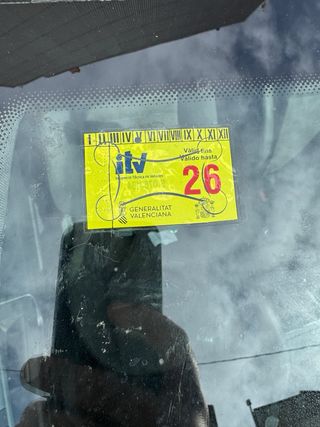 I II III IV V VI VII VIII IX X XI XII
itv
Vàlid fins
Válido hasta
26
GENERALITAT
VALENCIANA